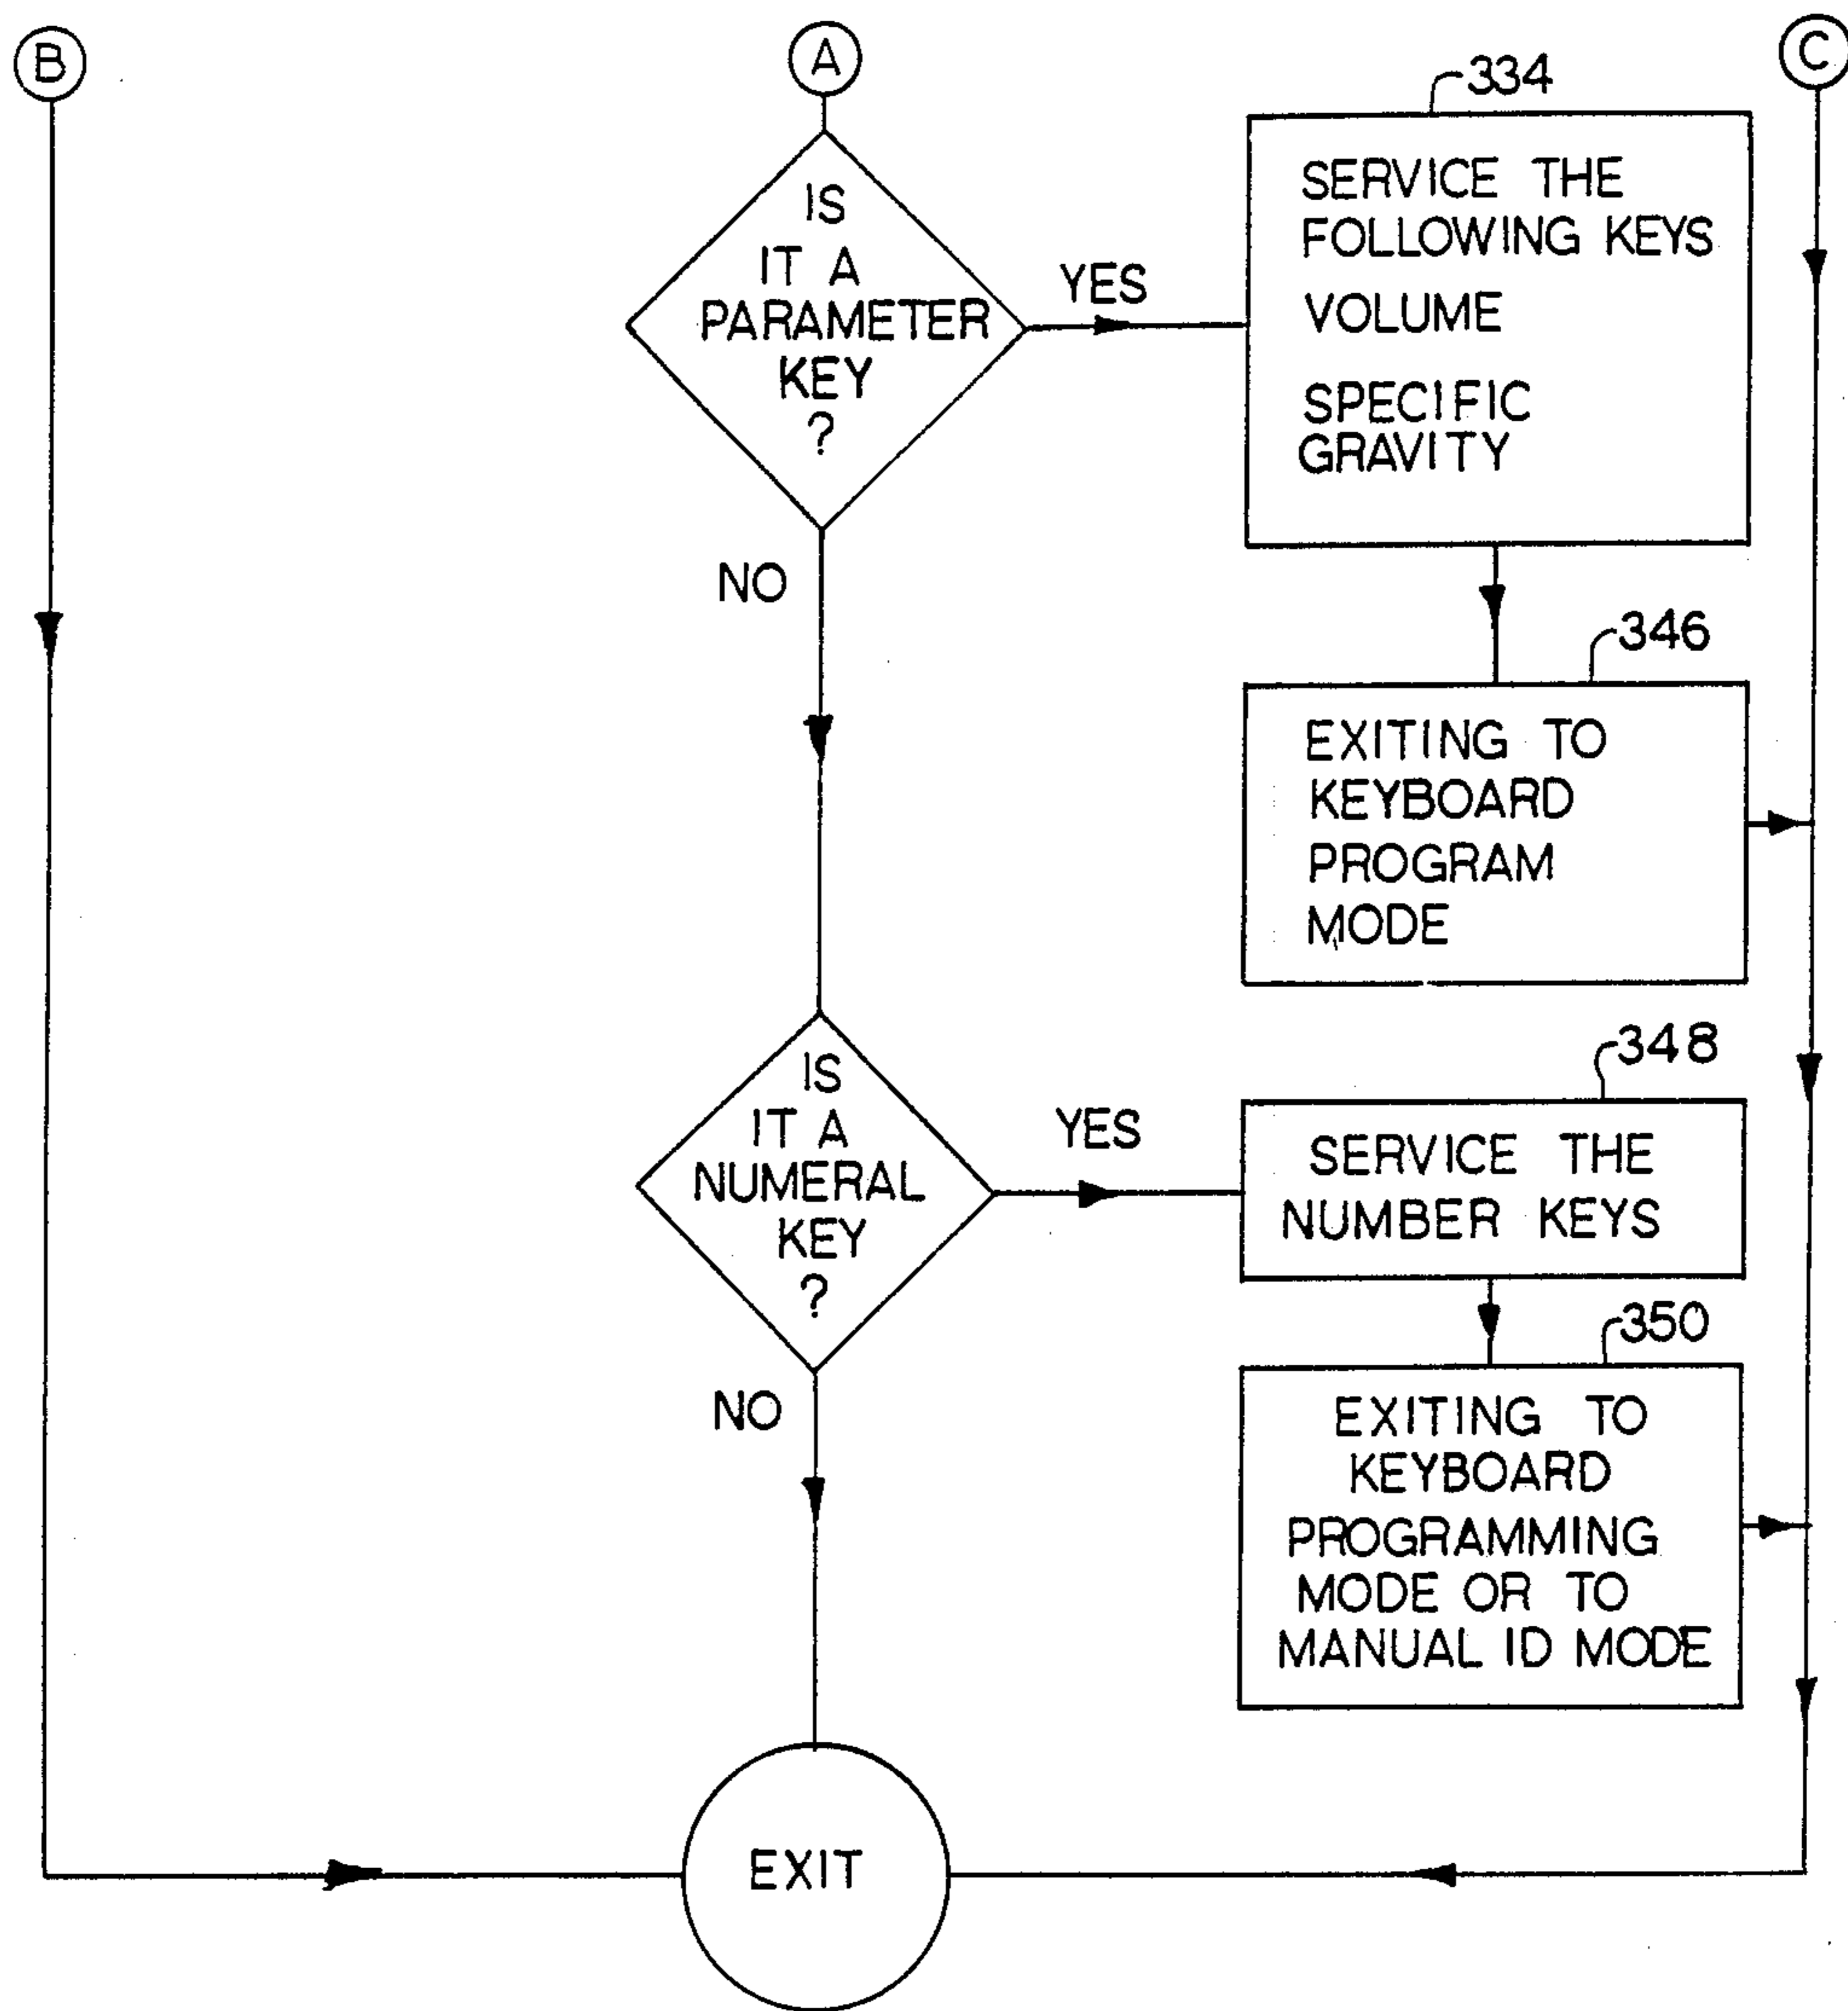 B
A
C
334
IS
IT A
PARAMETER
KEY
?
YES
SERVICE THE
FOLLOWING KEYS
VOLUME
SPECIFIC
GRAVITY
NO
346
EXITING TO
KEYBOARD
PROGRAM
MODE
IS
IT A
NUMERAL
KEY
?
YES
348
SERVICE THE
NUMBER KEYS
NO
350
EXITING TO
KEYBOARD
PROGRAMMING
MODE OR TO
MANUAL ID MODE
EXIT